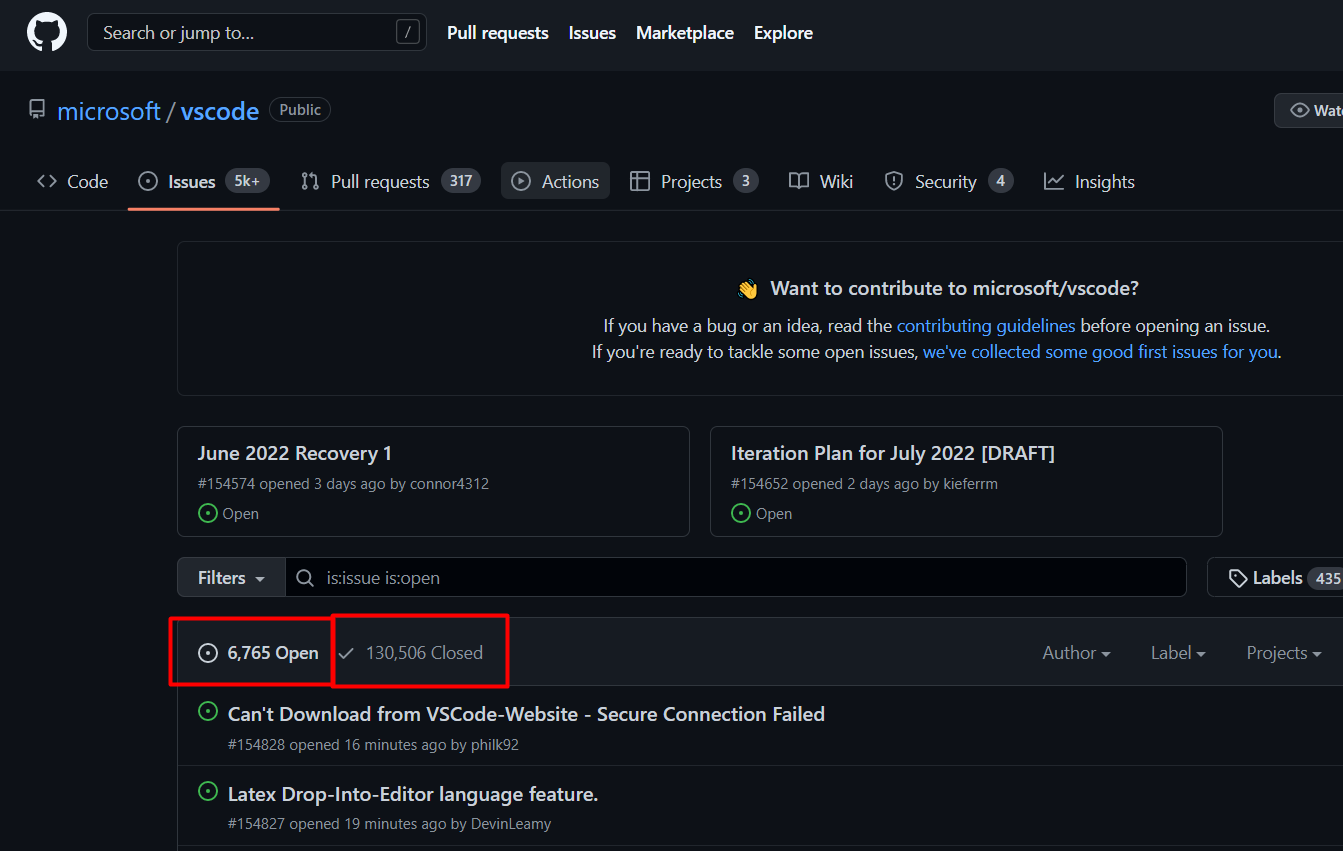 Search or jump to... /
Pull requests Issues Marketplace Explore
microsoft / vscode Public
Code Issues 5k+ Pull requests 317 Actions Projects 3 Wiki Security 4 Insights
Want to contribute to microsoft/vscode?
If you have a bug or an idea, read the contributing guidelines before opening an issue.
If you're ready to tackle some open issues, we've collected some good first issues for you.
June 2022 Recovery 1
#154574 opened 3 days ago by connor4312
Open
Iteration Plan for July 2022 [DRAFT]
#154652 opened 2 days ago by kieferrm
Open
Filters is:issue is:open Labels 435
6,765 Open 130,506 Closed Author Label Projects
Can't Download from VSCode-Website - Secure Connection Failed
#154828 opened 16 minutes ago by philk92
Latex Drop-Into-Editor language feature.
#154827 opened 19 minutes ago by DevinLeamy